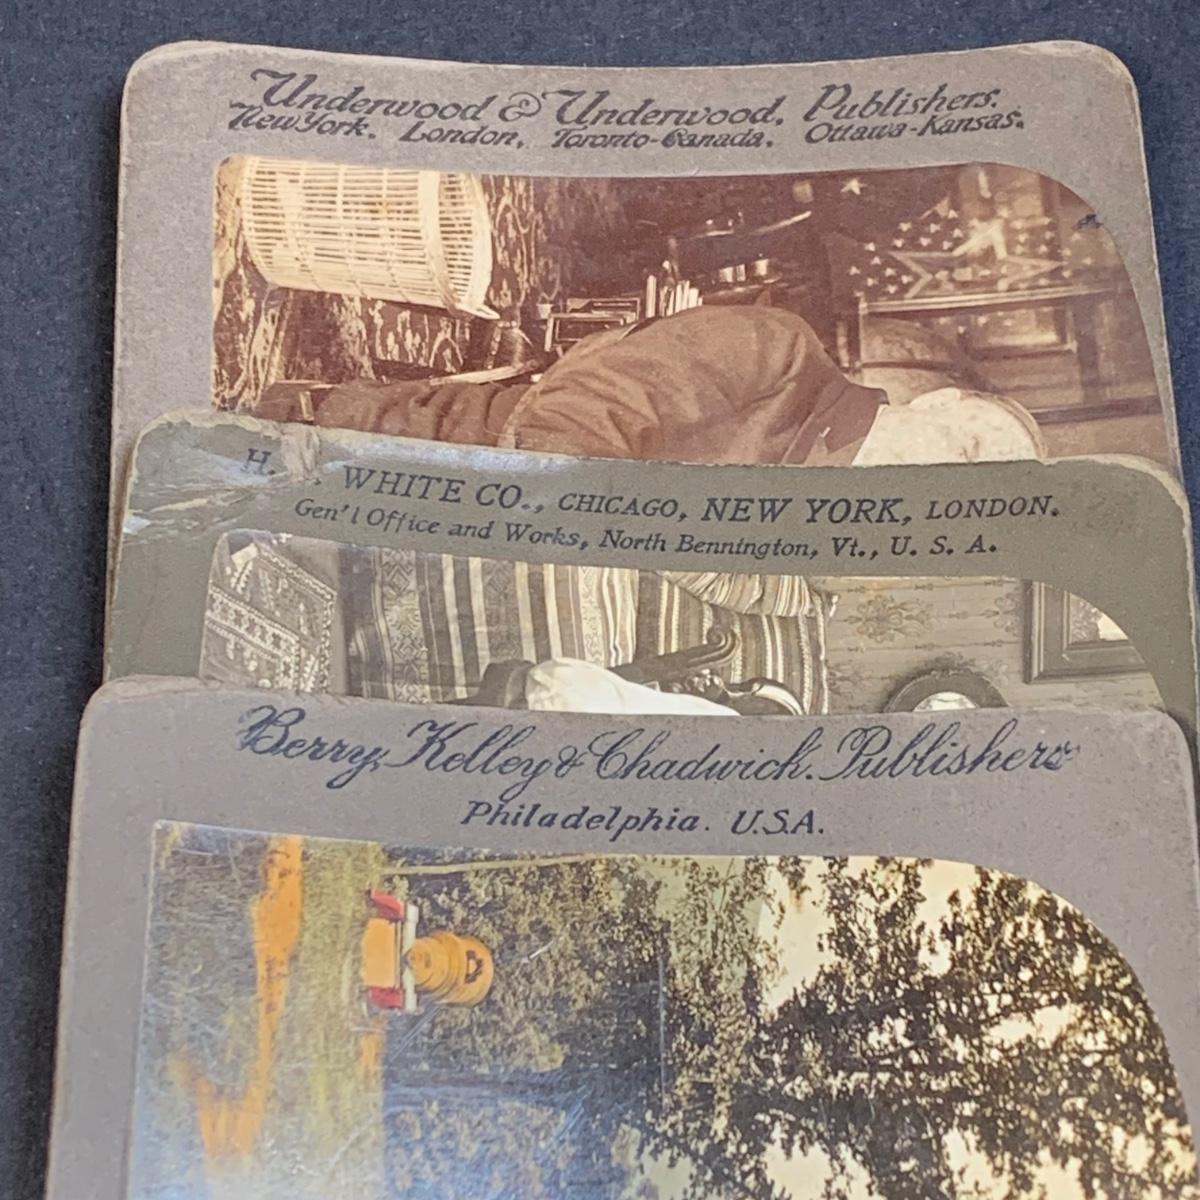 Underwood & Underwood. Publishers.
New York. London, Toronto-Canada. Ottawa-Kansas.
H. WHITE CO., CHICAGO, NEW YORK, LONDON.
Gen'l Office and Works, North Bennington, Vt., U. S. A.
Berry, Kelley & Chadwick. Publishers
Philadelphia. U.S.A.